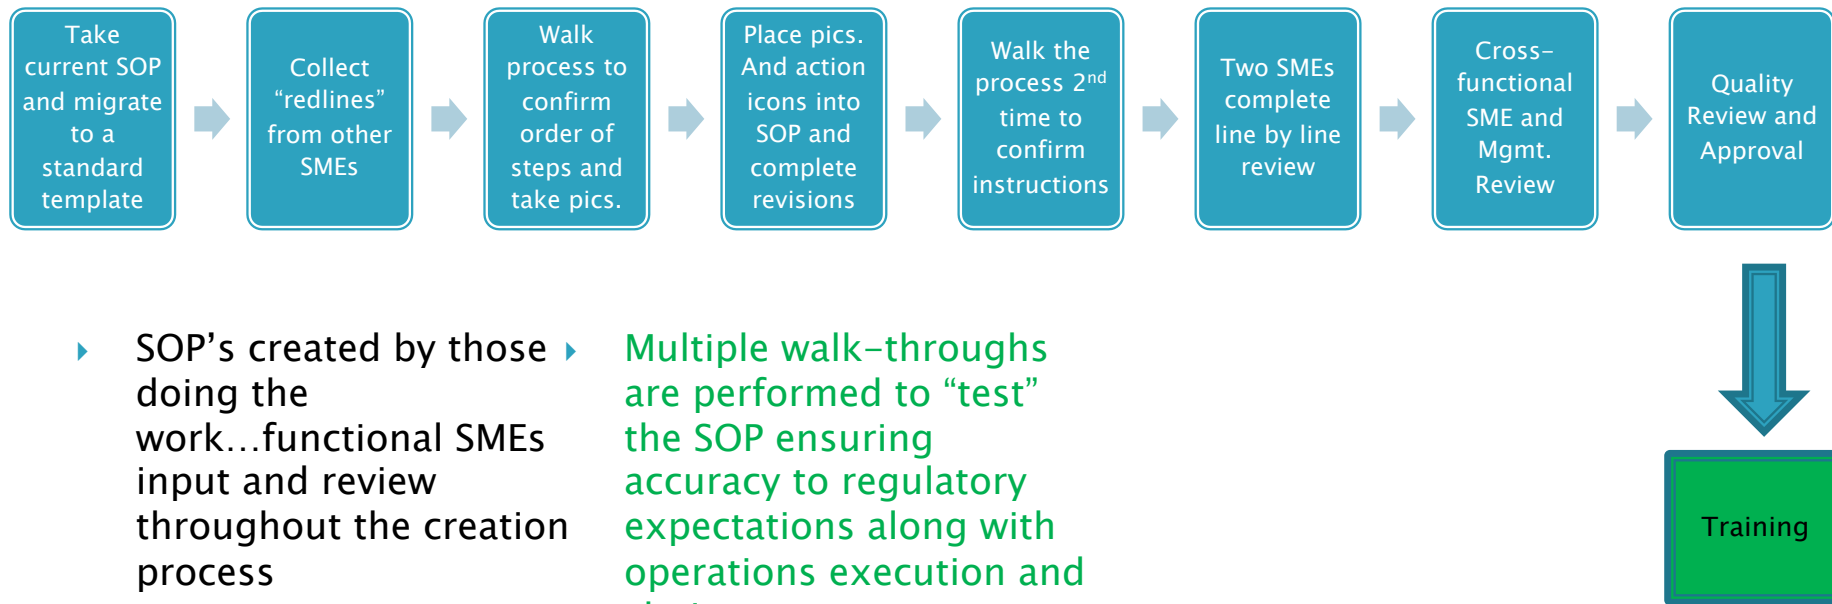 Take
current SOP
and migrate
to a
standard
template
Collect
“redlines”
from other
SMEs
Walk
process to
confirm
order of
steps and
take pics.
Place pics.
And action
icons into
SOP and
complete
revisions
Walk the
process 2nd
time to
confirm
instructions
Two SMEs
complete
line by line
review
Cross-
functional
SME and
Mgmt.
Review
Quality
Review and
Approval
SOP’s created by those
doing the
work...functional SMEs
input and review
throughout the creation
process
Multiple walk-throughs
are performed to “test”
the SOP ensuring
accuracy to regulatory
expectations along with
operations execution and
Training